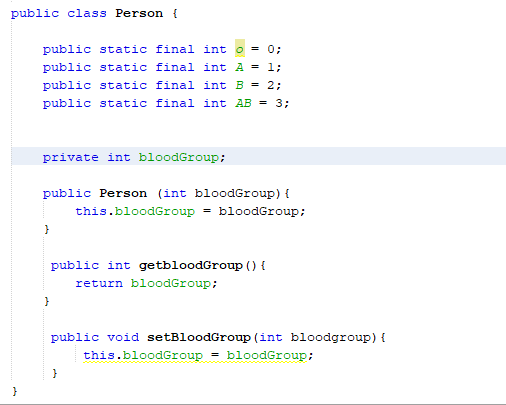 public class Person {
public static final int o = 0;
public static final int A = 1;
public static final int B = 2;
public static final int AB = 3;
private int bloodGroup;
public Person (int bloodGroup){
this.bloodGroup = bloodGroup;
}
public int getbloodGroup(){
return bloodGroup;
}
public void setBloodGroup(int bloodgroup){
this.bloodGroup = bloodGroup;
}
}